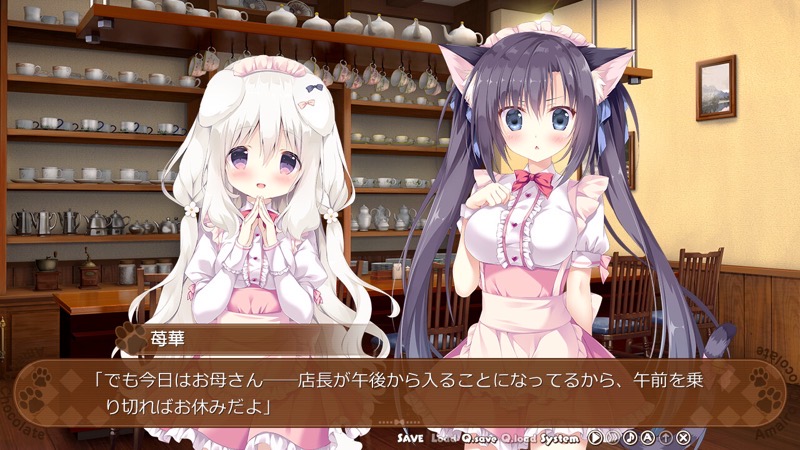 苺華
「でも今日はお母さん――店長が午後から入ることになってるから、午前を乗
り切ればお休みだよ」
SAVE Load Q.save Q.load System